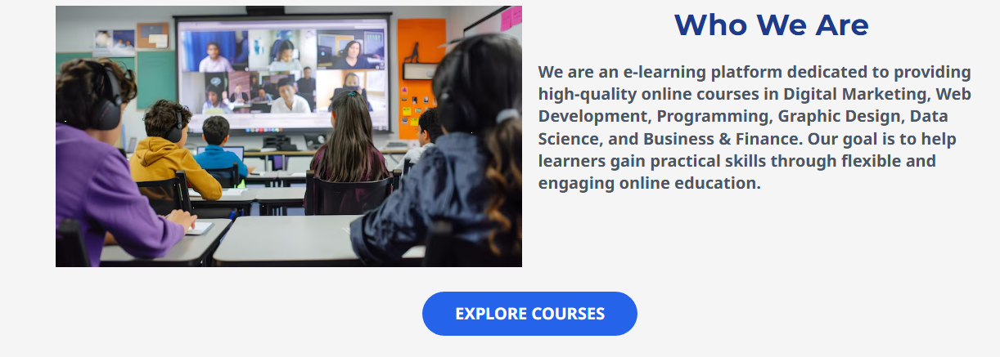 Who We Are
We are an e-learning platform dedicated to providing
high-quality online courses in Digital Marketing, Web
Development, Programming, Graphic Design, Data
Science, and Business & Finance. Our goal is to help
learners gain practical skills through flexible and
engaging online education.
EXPLORE COURSES